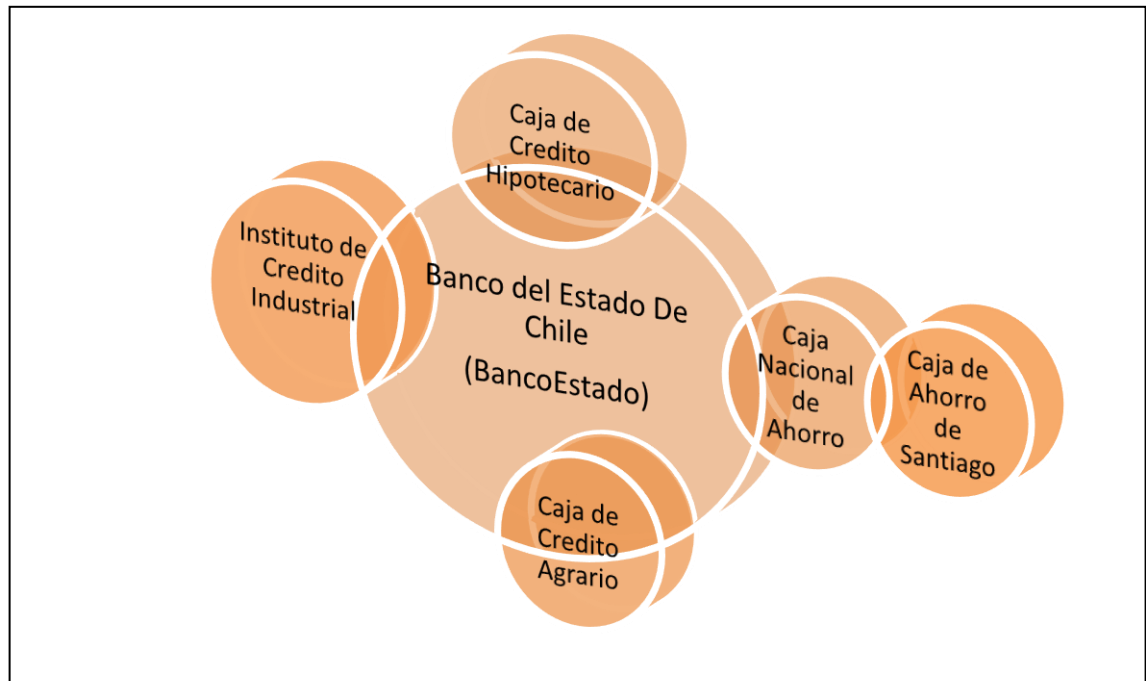 Caja de
Credito
Hipotecario
Instituto de
Credito
Industrial
Banco del Estado De
Chile
(BancoEstado)
Caja
Nacional
de
Ahorro
Caja de
Ahorro
de
Santiago
Caja de
Credito
Agrario